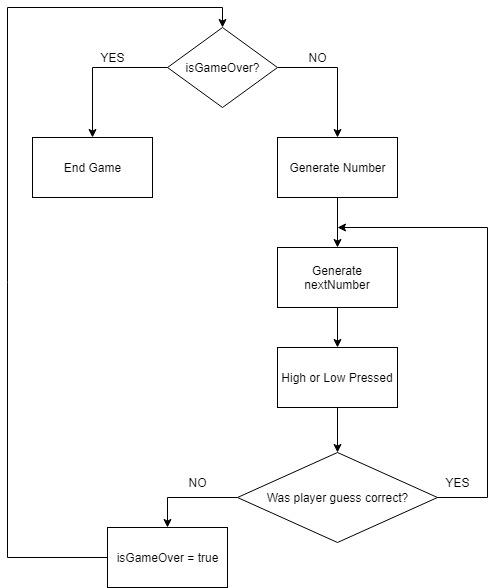 YES
isGameOver?
NO
End Game
Generate Number
Generate
nextNumber
High or Low Pressed
NO
Was player guess correct?
YES
isGameOver = true